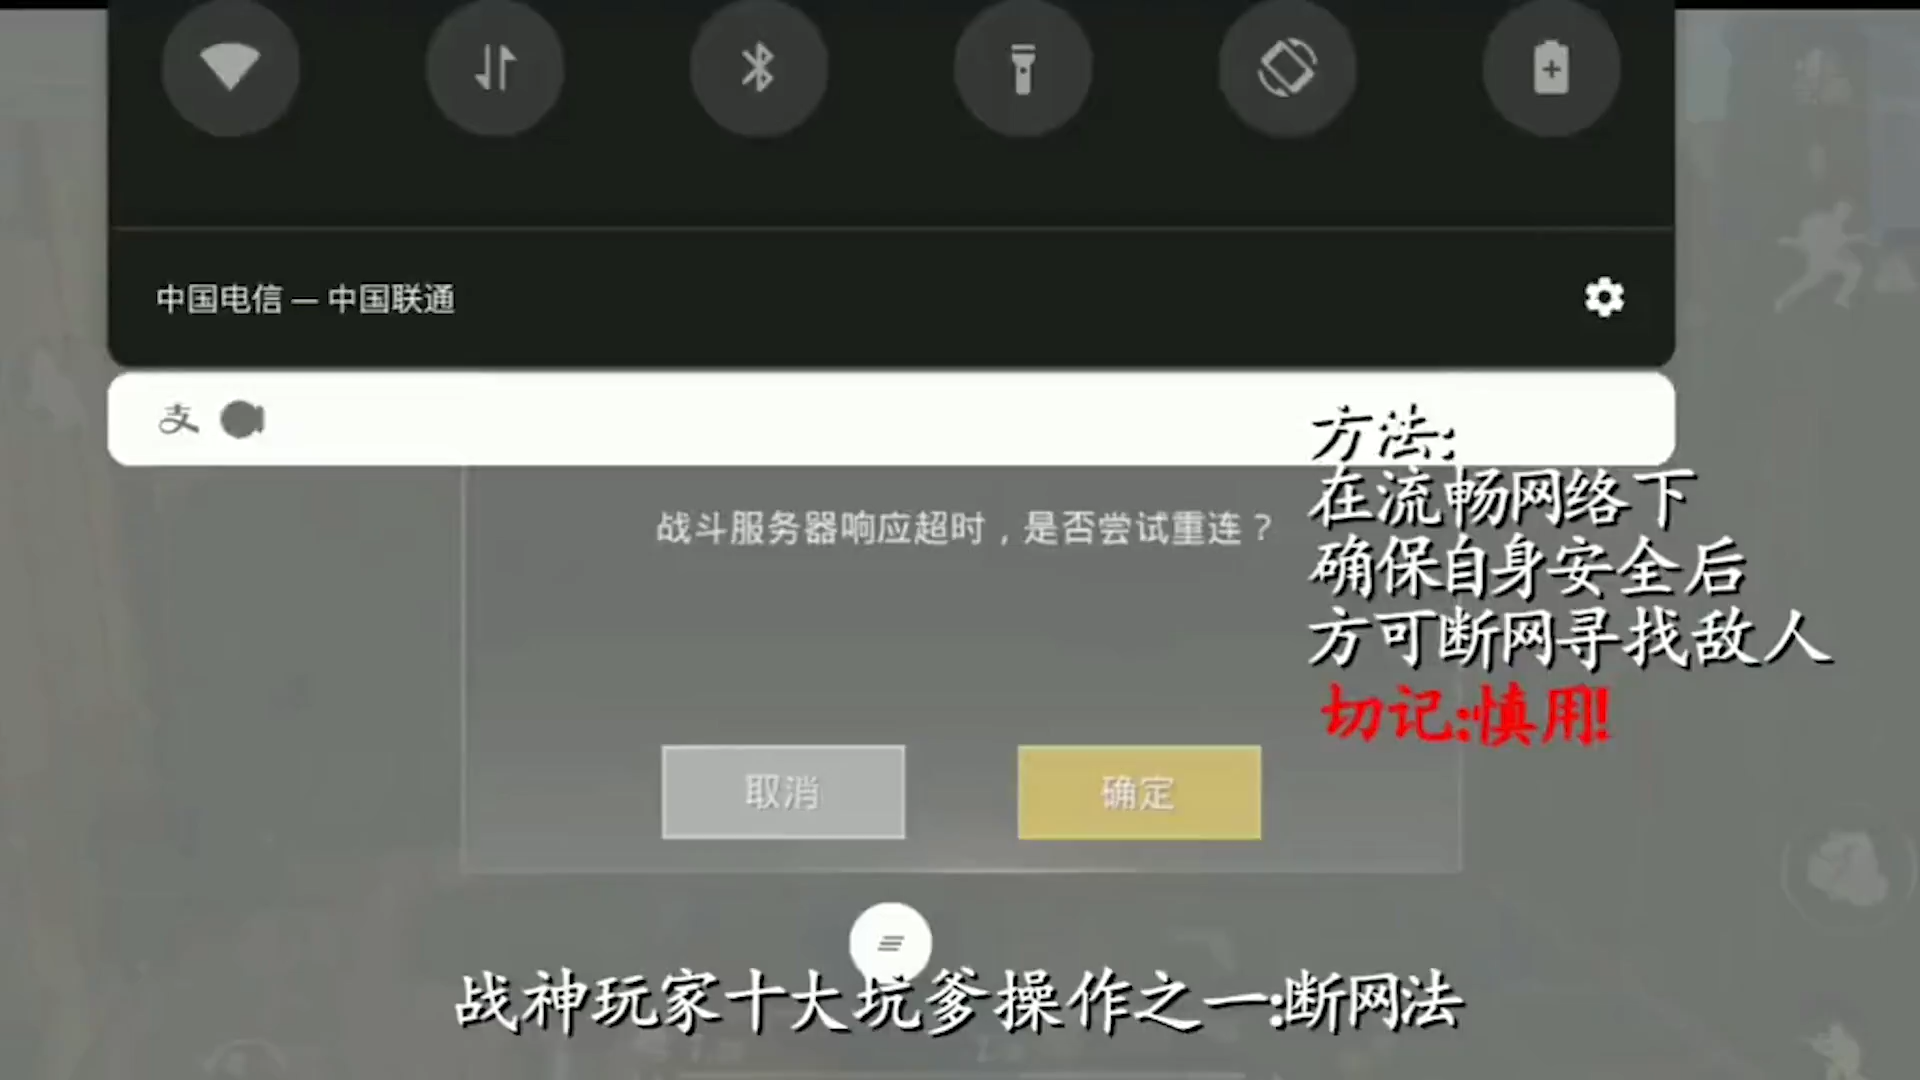 中国电信 — 中国联通
支
方法:
在流畅网络下
确保自身安全后
方可断网寻找敌人
切记:慎用!
战斗服务器响应超时，是否尝试重连？
取消
确定
战神玩家十大坑爹操作之一:断网法